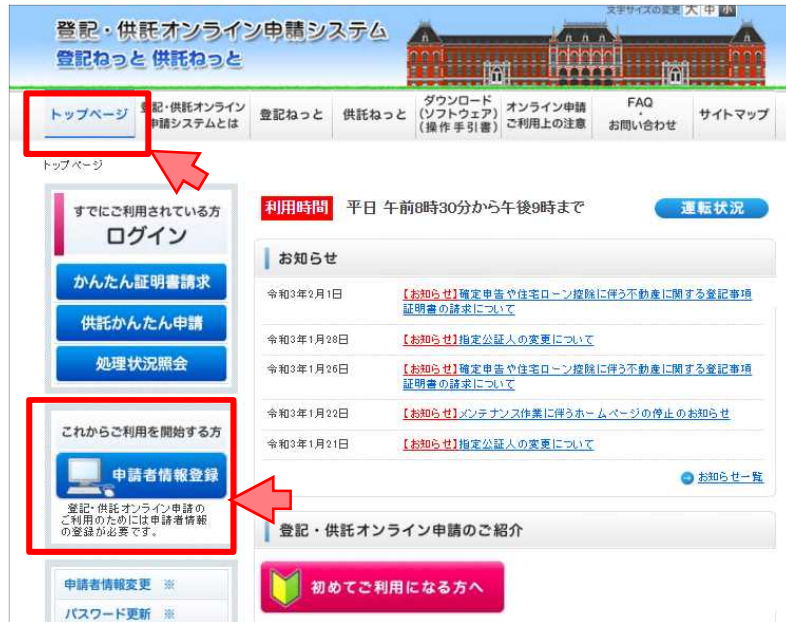 文字サイズの変更 大 中 小
登記・供託オンライン申請システム
登記ねっと 供託ねっと
トップページ
登記・供託オンライン
申請システムとは
登記ねっと
供託ねっと
ダウンロード
(ソフトウェア)
(操作手引書)
オンライン申請
ご利用上の注意
FAQ
・
お問い合わせ
サイトマップ
トップページ
すでにご利用されている方
ログイン
かんたん証明書請求
供託かんたん申請
処理状況照会
これからご利用を開始する方
申請者情報登録
登記・供託オンライン申請の
ご利用のためには申請者情報
の登録が必要です。
申請者情報変更 ※
パスワード更新 ※
利用時間 平日 午前8時30分から午後9時まで
運転状況
お知らせ
令和3年2月1日 【お知らせ】確定申告や住宅ローン控除に伴う不動産に関する登記事項
証明書の請求について
令和3年1月28日 【お知らせ】指定公証人の変更について
令和3年1月26日 【お知らせ】確定申告や住宅ローン控除に伴う不動産に関する登記事項
証明書の請求について
令和3年1月22日 【お知らせ】メンテナンス作業に伴うホームページの停止のお知らせ
令和3年1月21日 【お知らせ】指定公証人の変更について
お知らせ一覧
登記・供託オンライン申請のご紹介
初めてご利用になる方へ